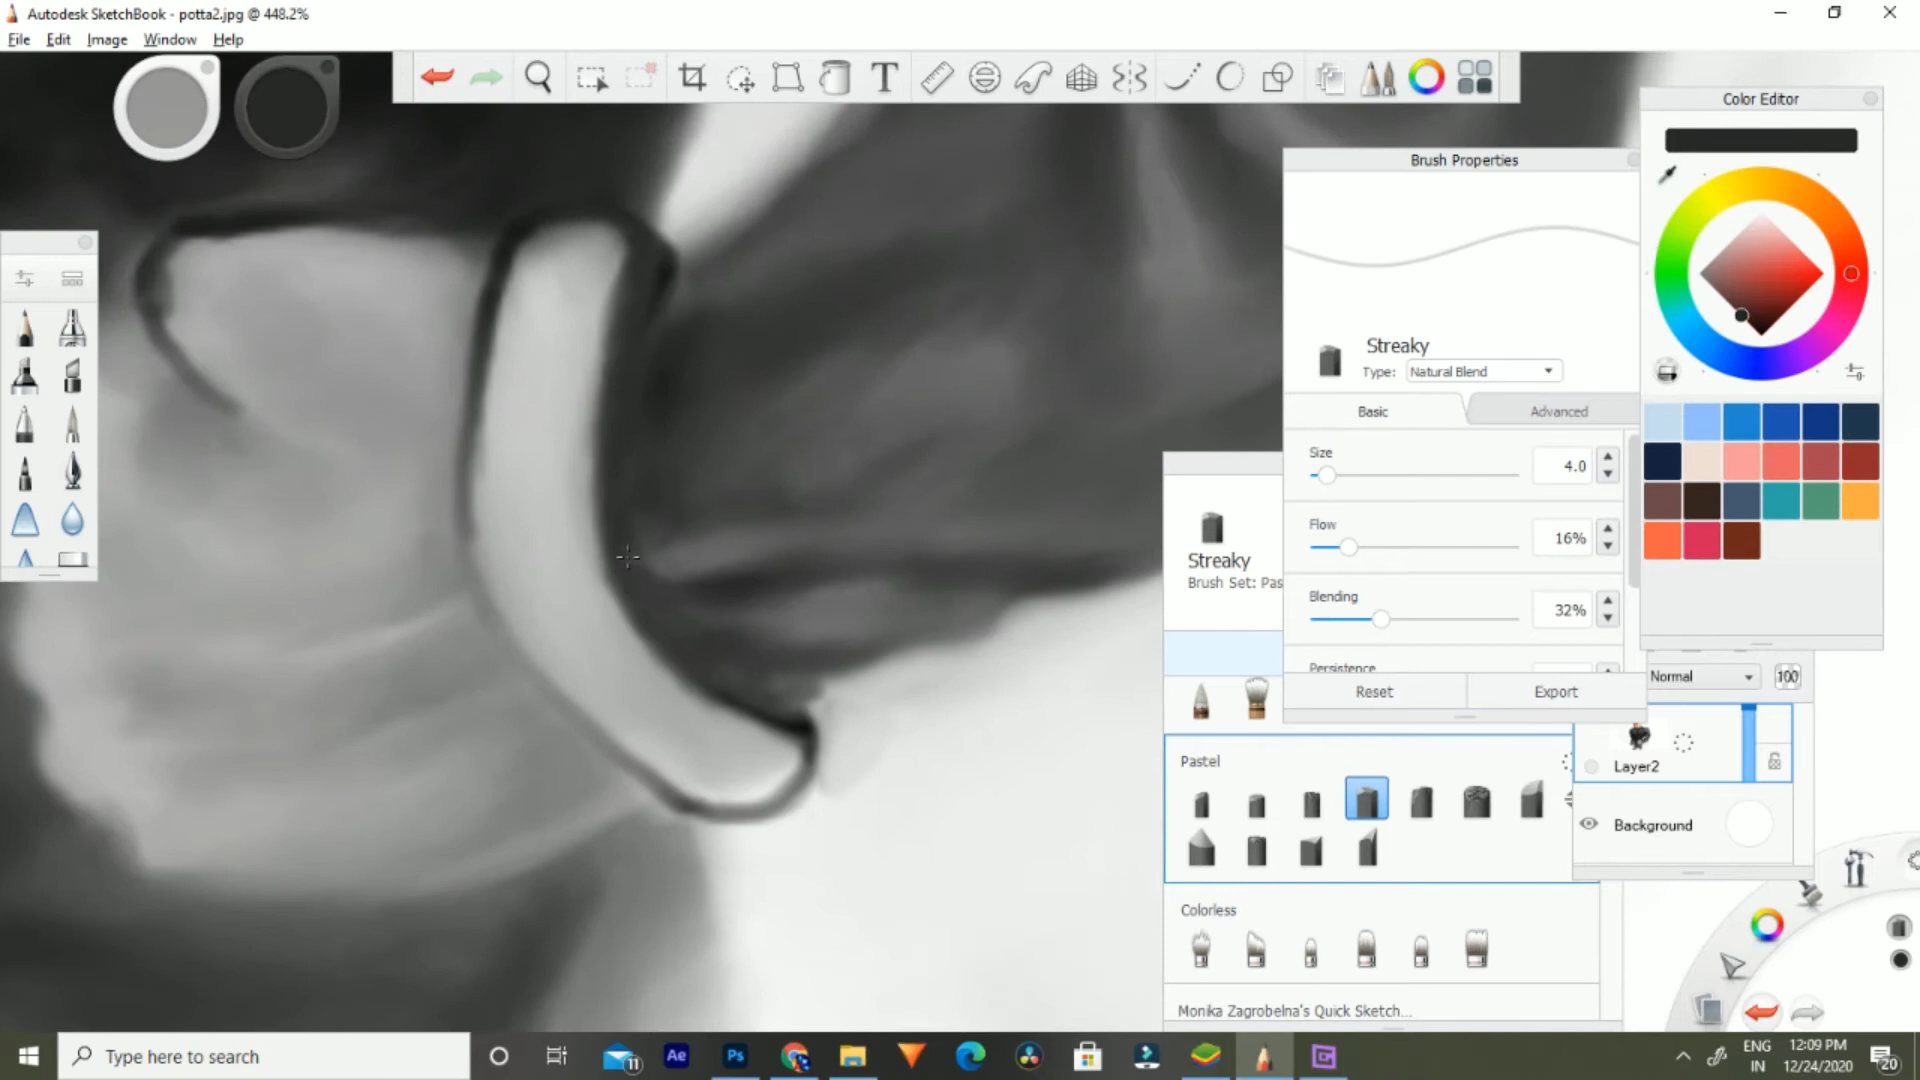 Autodesk SketchBook - potta2.jpg @ 448.2%
File Edit Image Window Help
T
Color Editor
Brush Properties
Streaky
Type: Natural Blend
Basic Advanced
Size
4.0
Flow
16%
Blending
32%
Persistence
Reset Export
Streaky
Brush Set: Pas
Normal 100
Layer2
Background
Pastel
Colorless
Monika Zagrobelna's Quick Sketch...
Type here to search
11
Ae
Ps
ENG
IN
12:09 PM
12/24/2020
20